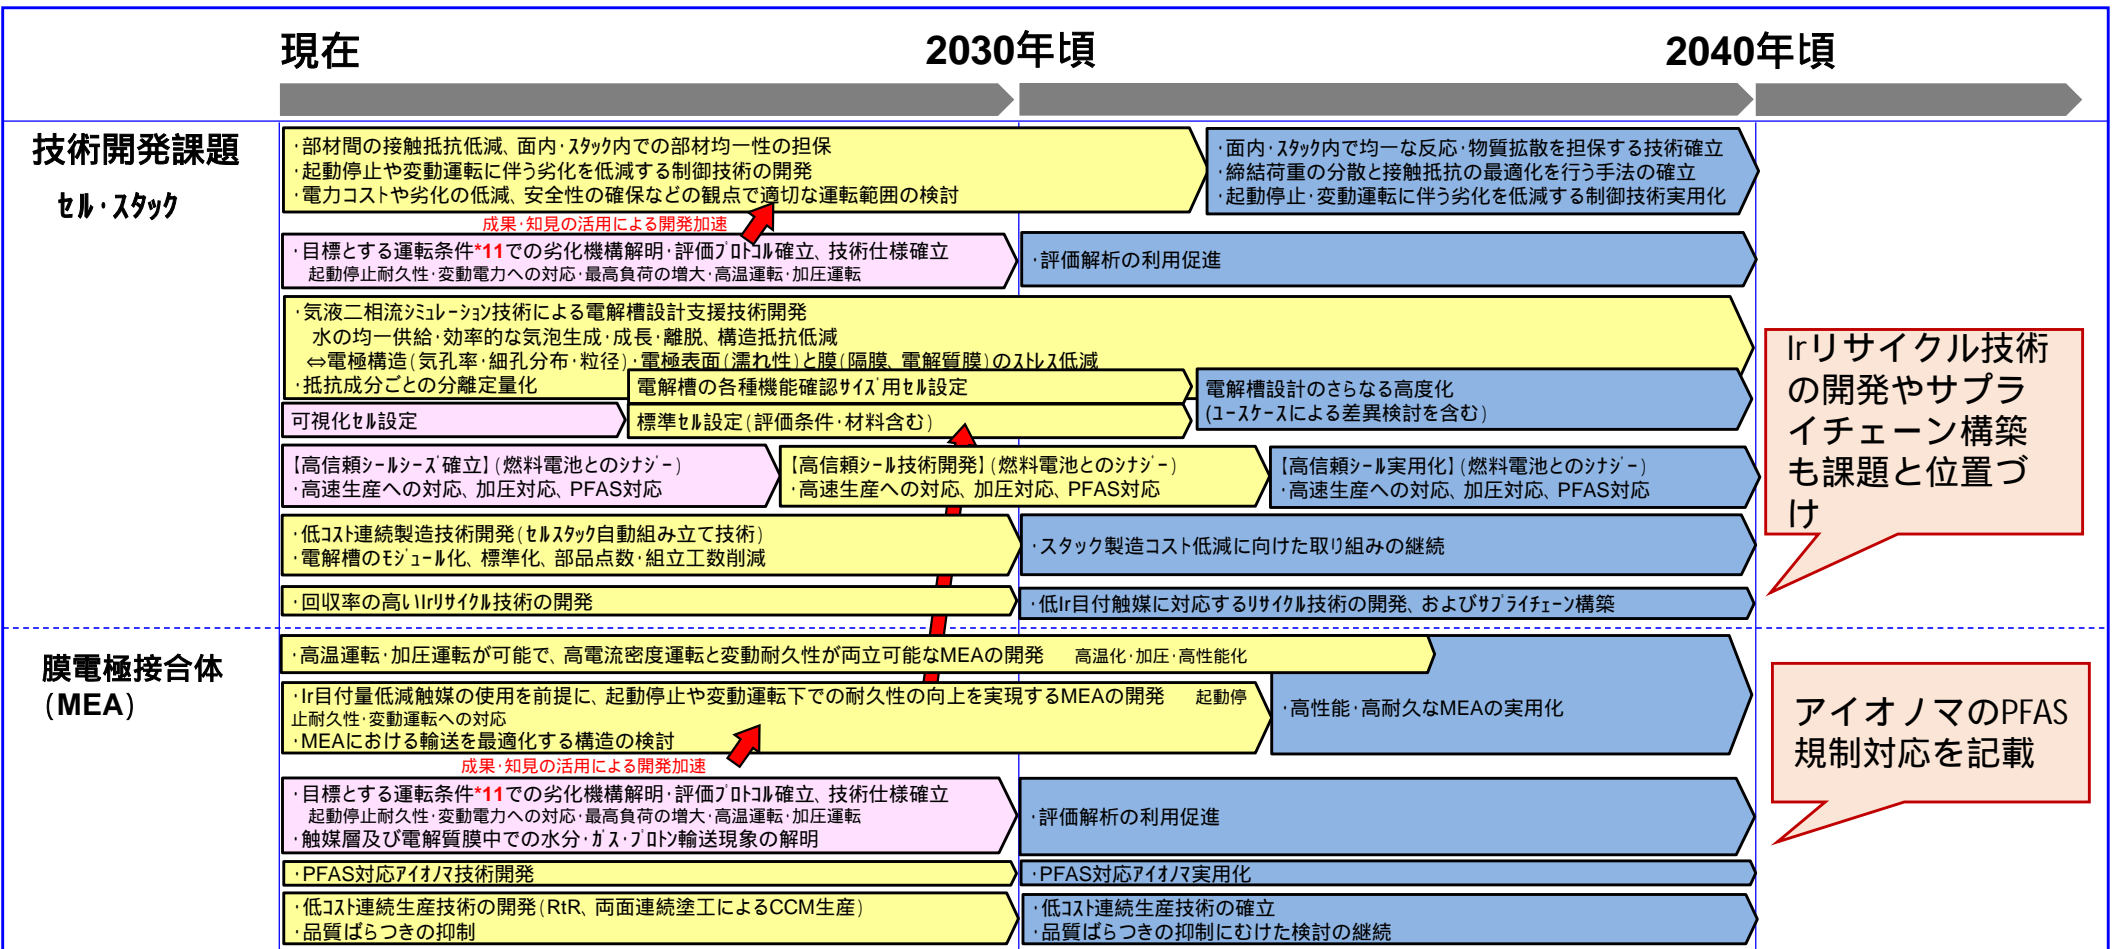 現在
2030年頃
2040年頃
技術開発課題
セル・スタック
・部材間の接触抵抗低減、面内・スタック内での部材均一性の担保
・起動停止や変動運転に伴う劣化を低減する制御技術の開発
・電力コストや劣化の低減、安全性の確保などの観点で適切な運転範囲の検討
・面内・スタック内で均一な反応・物質拡散を担保する技術確立
・締結荷重の分散と接触抵抗の最適化を行う手法の確立
・起動停止・変動運転に伴う劣化を低減する制御技術実用化
成果・知見の活用による開発加速
・目標とする運転条件*11での劣化機構解明・評価プロトコル確立、技術仕様確立
起動停止耐久性・変動電力への対応・最高負荷の増大・高温運転・加圧運転
・評価解析の利用促進
・気液二相流シミュレーション技術による電解槽設計支援技術開発
水の均一供給・効率的な気泡生成・成長・離脱、構造抵抗低減
⇔電極構造(気孔率・細孔分布・粒径)・電極表面(濡れ性)と膜(隔膜、電解質膜)のストレス低減
・抵抗成分ごとの分離定量化
電解槽の各種機能確認サイズ用セル設定
電解槽設計のさらなる高度化
(ユースケースによる差異検討を含む)
可視化セル設定
標準セル設定(評価条件・材料含む)
Irリサイクル技術
の開発やサプラ
イチェーン構築
も課題と位置づ
け
【高信頼シールシーズ確立】(燃料電池とのシナジー)
・高速生産への対応、加圧対応、PFAS対応
【高信頼シール技術開発】(燃料電池とのシナジー)
・高速生産への対応、加圧対応、PFAS対応
【高信頼シール実用化】(燃料電池とのシナジー)
・高速生産への対応、加圧対応、PFAS対応
・低コスト連続製造技術開発(セルスタック自動組み立て技術)
・電解槽のモジュール化、標準化、部品点数・組立工数削減
・スタック製造コスト低減に向けた取り組みの継続
・回収率の高いIrリサイクル技術の開発
・低Ir目付触媒に対応するリサイクル技術の開発、およびサプライチェーン構築
膜電極接合体
(MEA)
・高温運転・加圧運転が可能で、高電流密度運転と変動耐久性が両立可能なMEAの開発 高温化・加圧・高性能化
・Ir目付量低減触媒の使用を前提に、起動停止や変動運転下での耐久性の向上を実現するMEAの開発 起動停
止耐久性・変動運転への対応
・MEAにおける輸送を最適化する構造の検討
・高性能・高耐久なMEAの実用化
アイオノマのPFAS
規制対応を記載
成果・知見の活用による開発加速
・目標とする運転条件*11での劣化機構解明・評価プロトコル確立、技術仕様確立
起動停止耐久性・変動電力への対応・最高負荷の増大・高温運転・加圧運転
・触媒層及び電解質膜中での水分・ガス・プロトン輸送現象の解明
・評価解析の利用促進
・PFAS対応アイオノマ技術開発
・PFAS対応アイオノマ実用化
・低コスト連続生産技術の開発(RtR、両面連続塗工によるCCM生産)
・品質ばらつきの抑制
・低コスト連続生産技術の確立
・品質ばらつきの抑制にむけた検討の継続